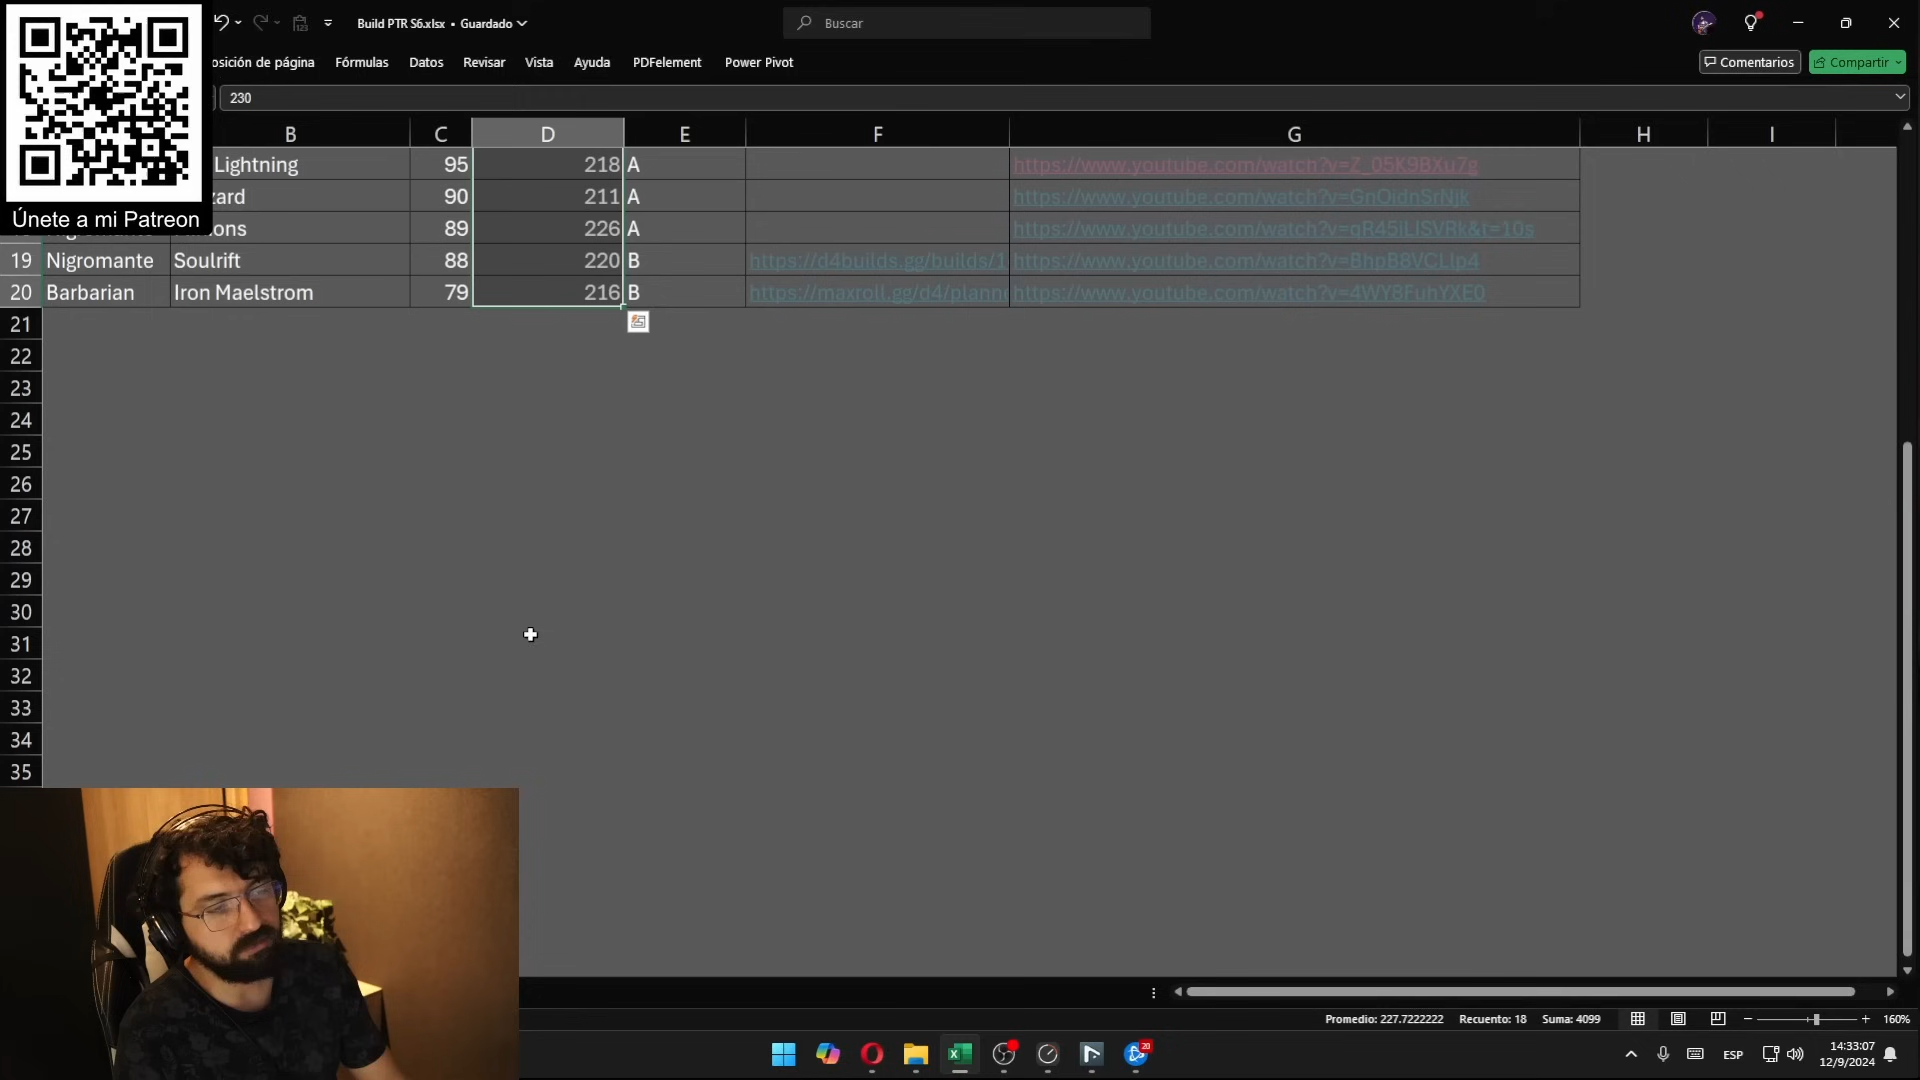 Build PTR S6.xlsx • Guardado
Buscar
osición de página Fórmulas Datos Revisar Vista Ayuda PDFelement Power Pivot
Comentarios Compartir
230
B C D E F G H I
Lightning 95 218 A https://www.youtube.com/watch?v=Z_05K9BXu7g
zard 90 211 A https://www.youtube.com/watch?v=GnOidnSrNjk
Únete a mi Patreon
89 226 A https://www.youtube.com/watch?v=qR45iLISVRk&t=10s
19 Nigromante Soulrift 88 220 B https://d4builds.gg/builds/1 https://www.youtube.com/watch?v=BhpB8VCLIp4
20 Barbarian Iron Maelstrom 79 216 B https://maxroll.gg/d4/planne https://www.youtube.com/watch?v=4WY8FuhYXE0
21
22
23
24
25
26
27
28
29
30
31
32
33
34
35
Promedio: 227.7222222 Recuento: 18 Suma: 4099 160%
20
ESP
14:33:07
12/9/2024